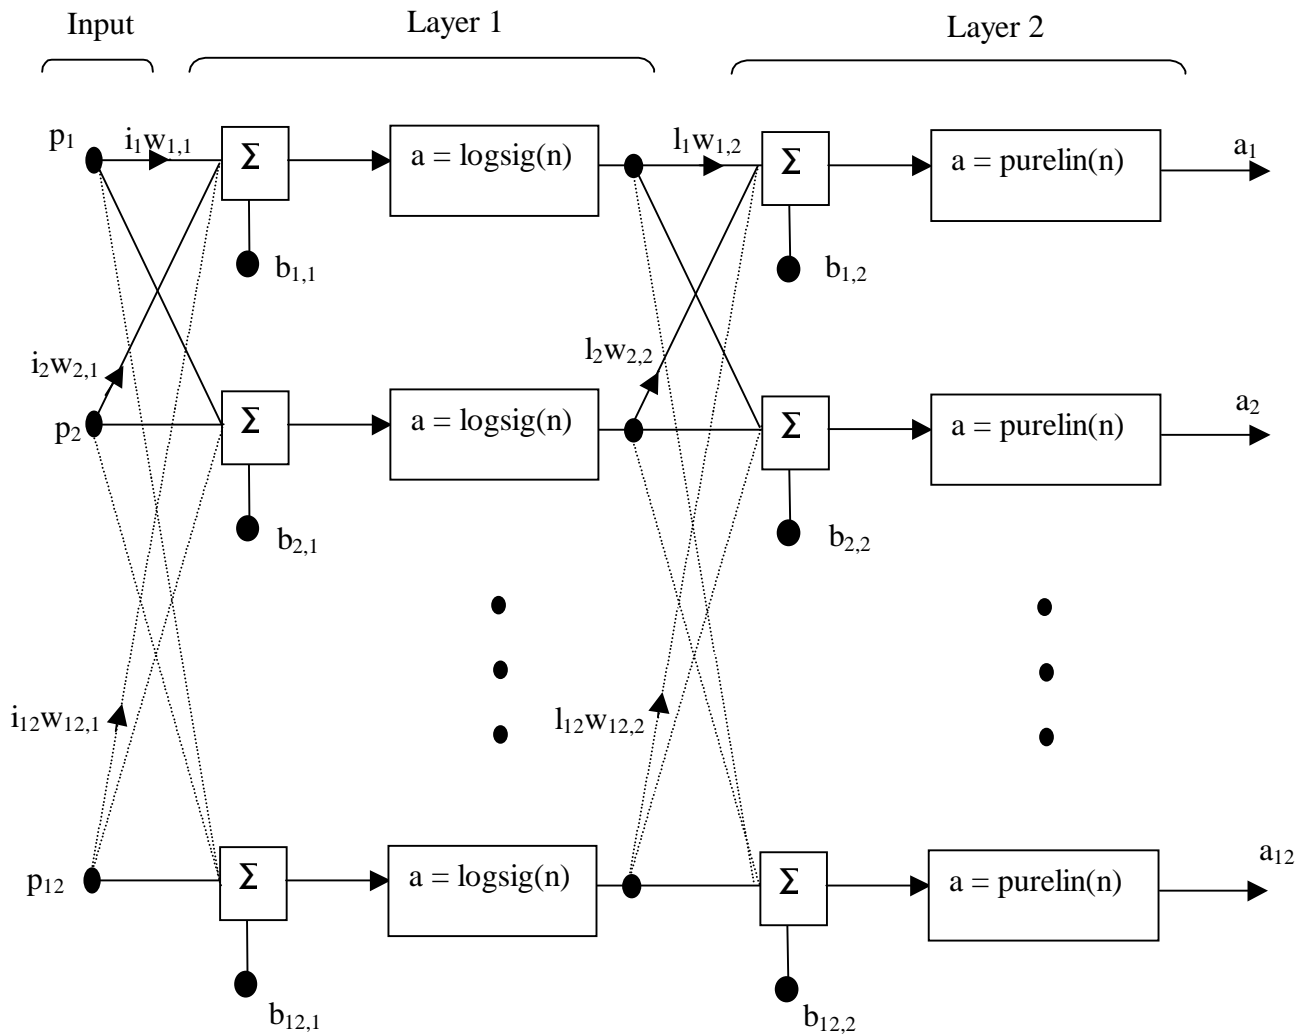 Input
Layer 1
Layer 2
p₁
i₁w₁,₁
Σ
a = logsig(n)
l₁w₁,₂
Σ
a = purelin(n)
a₁
b₁,₁
b₁,₂
i₂w₂,₁
l₂w₂,₂
p₂
Σ
a = logsig(n)
Σ
a = purelin(n)
a₂
b₂,₁
b₂,₂
i₁₂w₁₂,₁
l₁₂w₁₂,₂
p₁₂
Σ
a = logsig(n)
Σ
a = purelin(n)
a₁₂
b₁₂,₁
b₁₂,₂